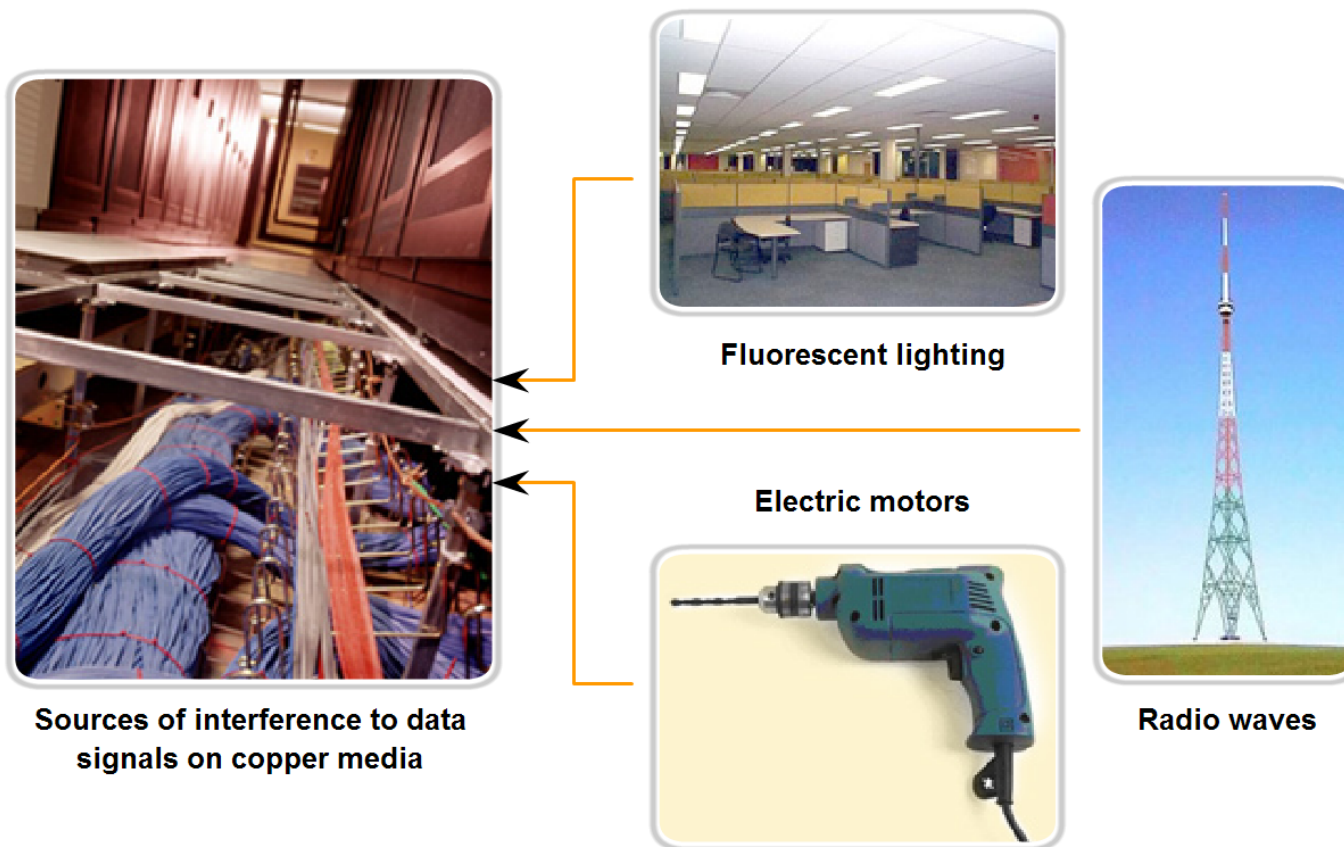 Fluorescent lighting
Electric motors
Sources of interference to data
signals on copper media
Radio waves